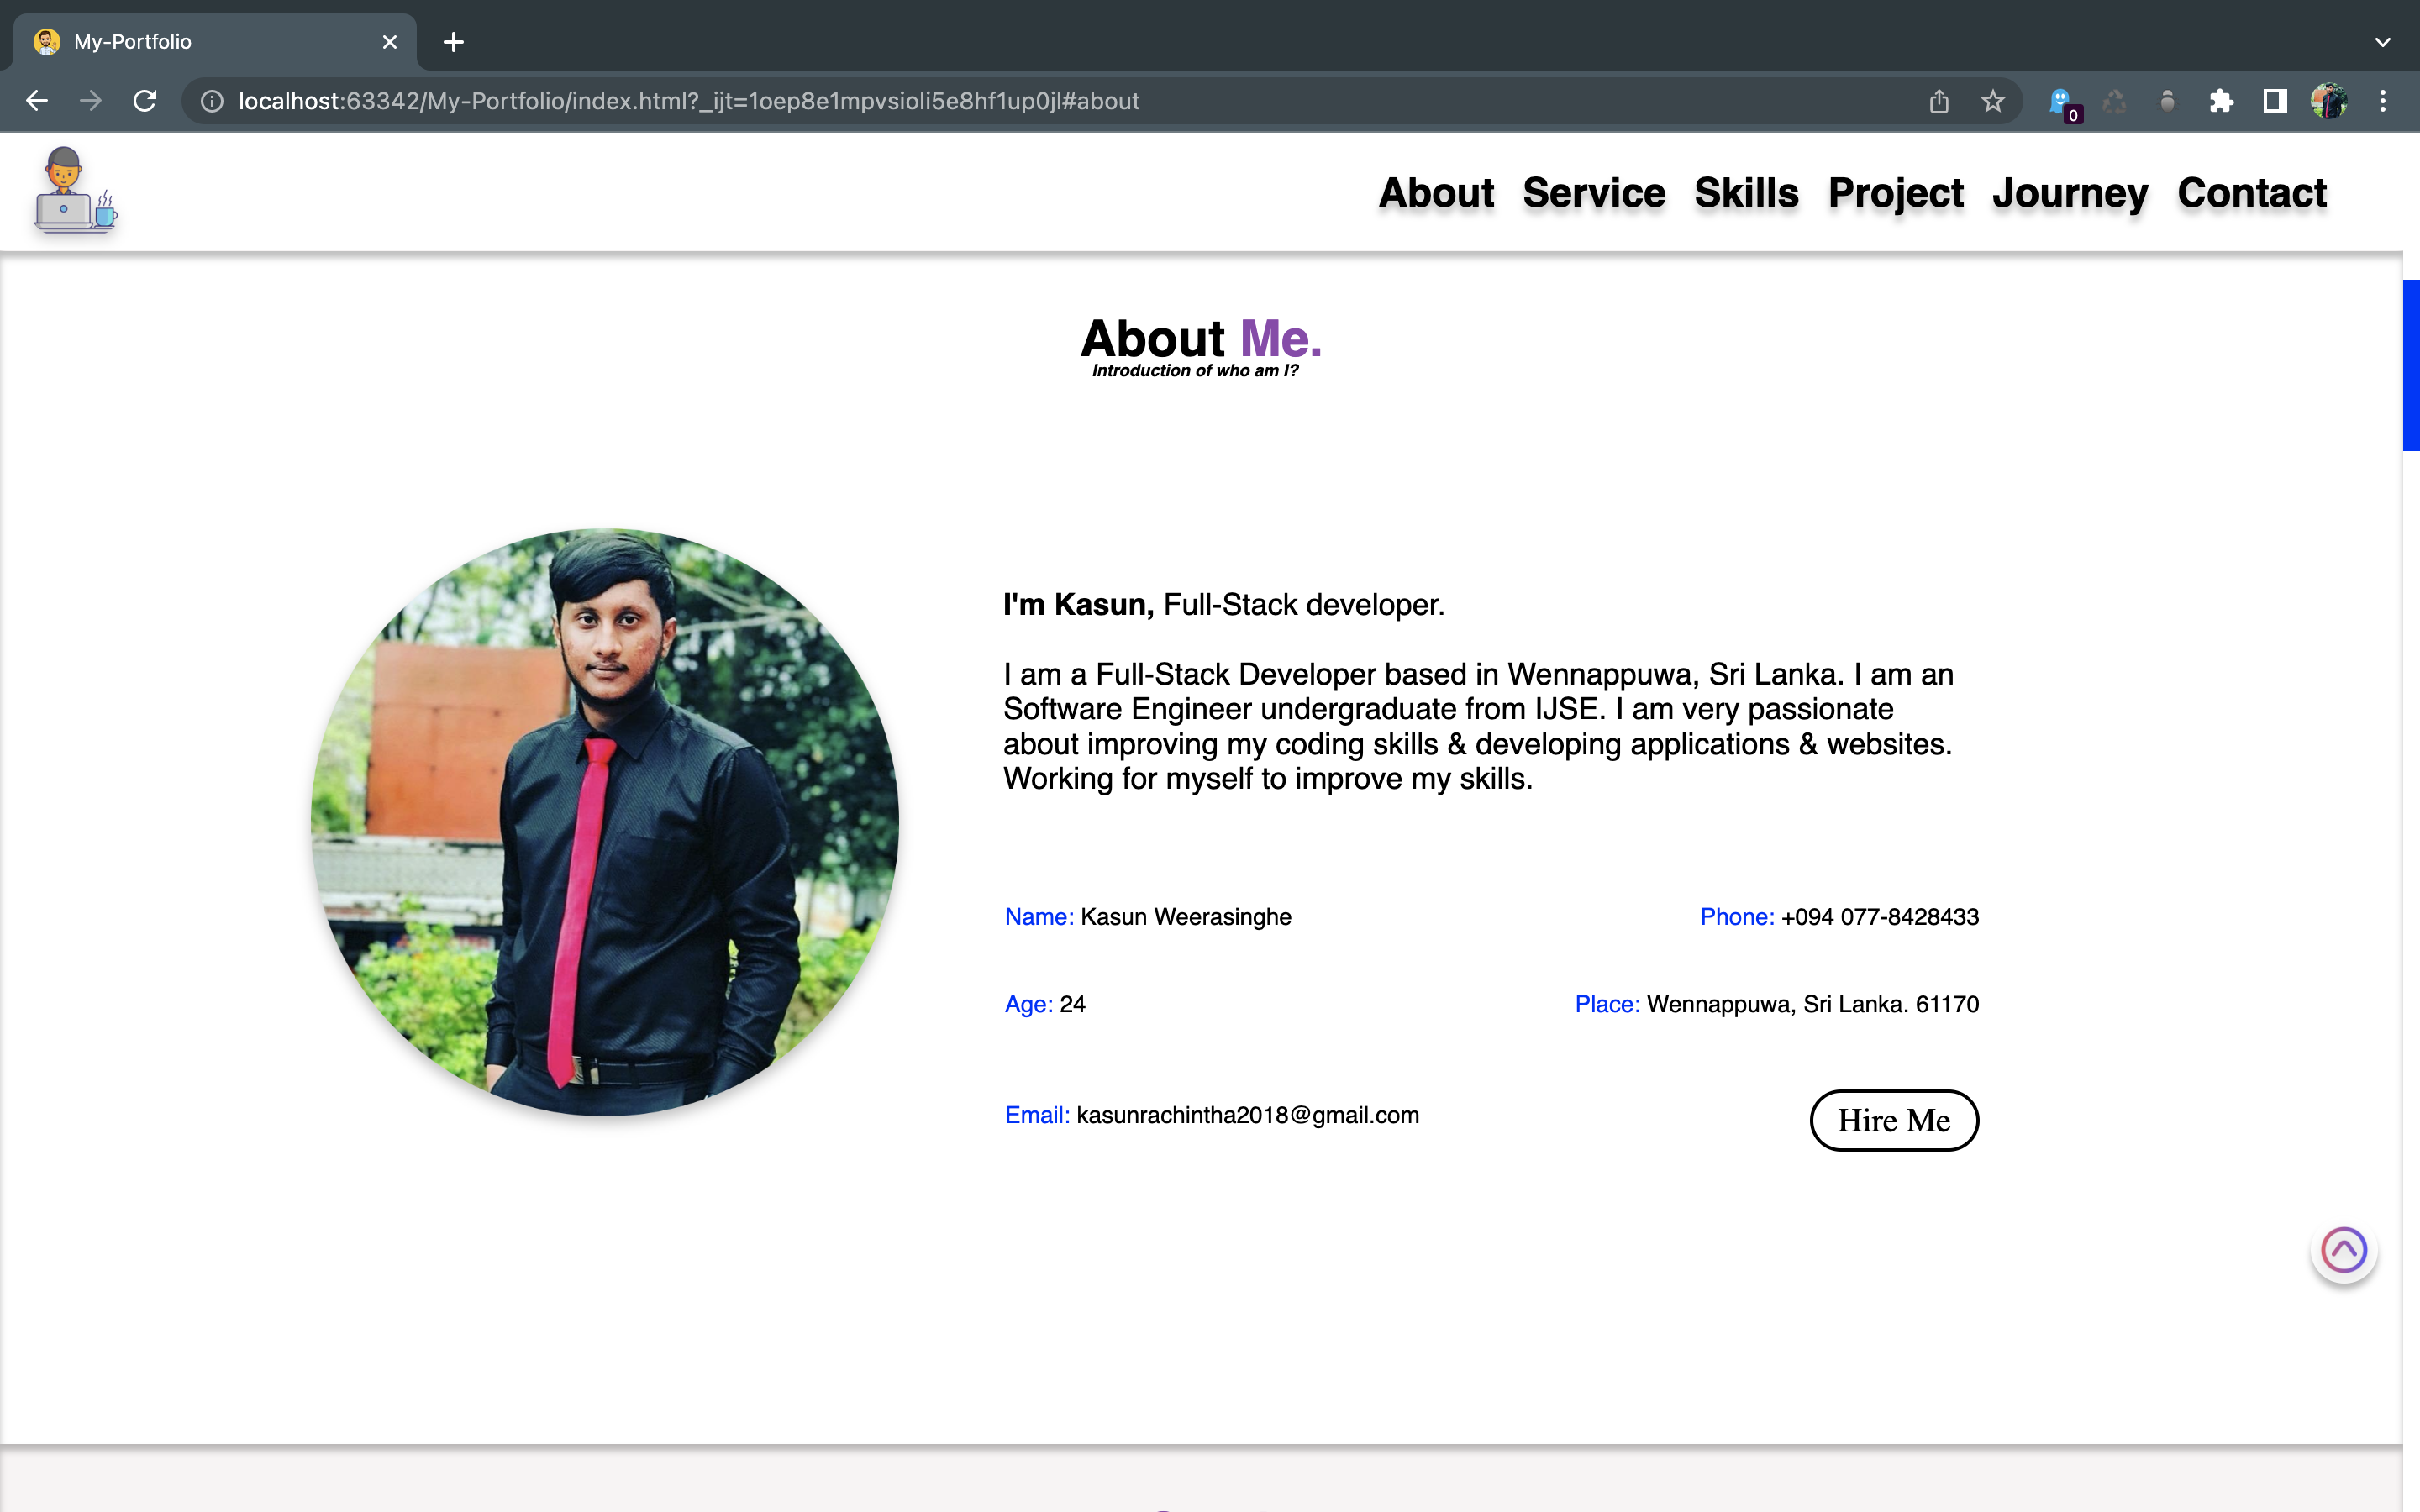 My-Portfolio
localhost:63342/My-Portfolio/index.html?_ijt=1oep8e1mpvsioli5e8hf1up0jl#about
0
About Service Skills Project Journey Contact
About Me.
Introduction of who am I?
I'm Kasun, Full-Stack developer.
I am a Full-Stack Developer based in Wennappuwa, Sri Lanka. I am an
Software Engineer undergraduate from IJSE. I am very passionate
about improving my coding skills & developing applications & websites.
Working for myself to improve my skills.
Name: Kasun Weerasinghe
Phone: +094 077-8428433
Age: 24
Place: Wennappuwa, Sri Lanka. 61170
Email: kasunrachintha2018@gmail.com
Hire Me